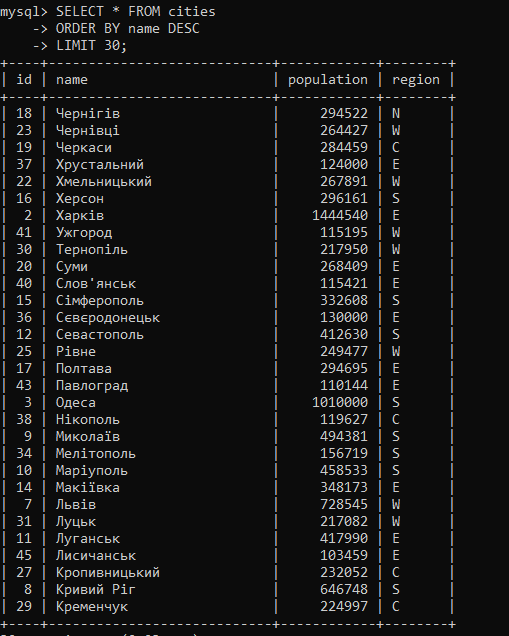 mysql> SELECT * FROM cities
    -> ORDER BY name DESC
    -> LIMIT 30;
+----+--------------------------+------------+--------+
| id | name                     | population | region |
+----+--------------------------+------------+--------+
| 18 | Чернігів                 |     294522 | N      |
| 23 | Чернівці                 |     264427 | W      |
| 19 | Черкаси                  |     284459 | C      |
| 37 | Хрустальний              |     124000 | E      |
| 22 | Хмельницький             |     267891 | W      |
| 16 | Херсон                   |     296161 | S      |
|  2 | Харків                   |    1444540 | E      |
| 41 | Ужгород                  |     115195 | W      |
| 30 | Тернопіль                |     217950 | W      |
| 20 | Суми                     |     268409 | E      |
| 40 | Слов'янськ               |     115421 | E      |
| 15 | Сімферополь              |     332608 | S      |
| 36 | Сєвєродонецьк            |     130000 | E      |
| 12 | Севастополь              |     412630 | S      |
| 25 | Рівне                    |     249477 | W      |
| 17 | Полтава                  |     294695 | E      |
| 43 | Павлоград                |     110144 | E      |
|  3 | Одеса                    |    1010000 | S      |
| 38 | Нікополь                 |     119627 | C      |
|  9 | Миколаїв                 |     494381 | S      |
| 34 | Мелітополь               |     156719 | S      |
| 10 | Маріуполь                |     458533 | S      |
| 14 | Макіївка                 |     348173 | E      |
|  7 | Львів                    |     728545 | W      |
| 31 | Луцьк                    |     217082 | W      |
| 11 | Луганськ                 |     417990 | E      |
| 45 | Лисичанськ               |     103459 | E      |
| 27 | Кропивницький            |     232052 | C      |
|  8 | Кривий Ріг               |     646748 | S      |
| 29 | Кременчук                |     224997 | C      |
+----+--------------------------+------------+--------+